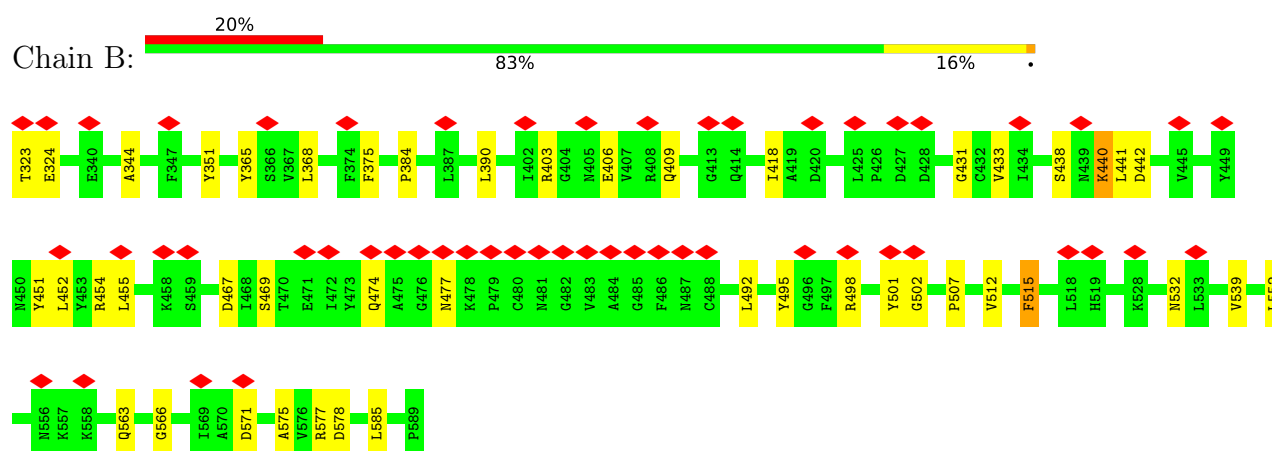 20%
Chain B:
83% 16% •
T323 E324 E340 A344 F347 Y351 Y365 S366 V367 L368 F374 F375 P384 L387 L390 I402 R403 G404 N405 E406 V407 R408 Q409 G413 Q414 I418 A419 D420 L425 P426 D427 D428 G431 C432 V433 I434 S438 N439 K440 L441 D442 V445 Y449
N450 Y451 L452 Y453 R454 L455 K458 S459 D467 I468 S469 T470 E471 I472 Y473 Q474 A475 G476 N477 K478 P479 C480 N481 G482 V483 A484 G485 F486 N487 C488 L492 Y495 G496 F497 R498 Y501 G502 P507 V512 F515 L518 H519 K528 N532 L533 V539
N556 K557 K558 Q563 G566 I569 A570 D571 A575 V576 R577 D578 L585 P589